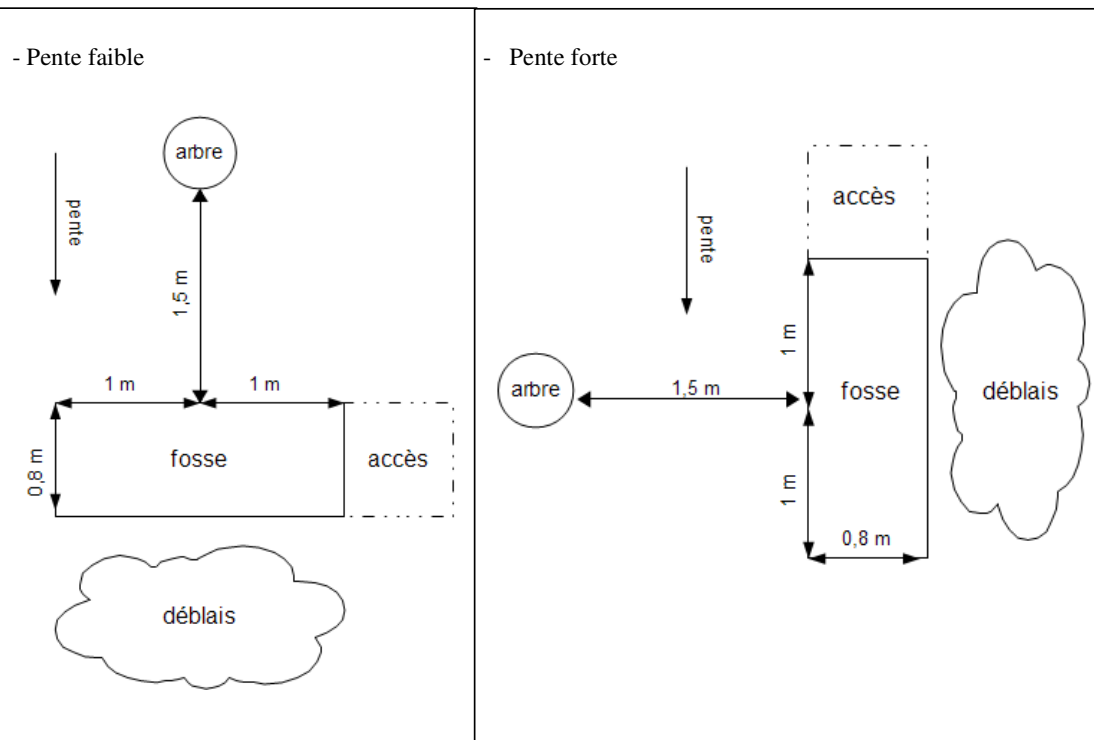 - Pente faible
arbre
pente
1,5 m
1 m
1 m
0,8 m
fosse
accès
déblais
- Pente forte
accès
pente
1 m
arbre
1,5 m
fosse
déblais
1 m
0,8 m